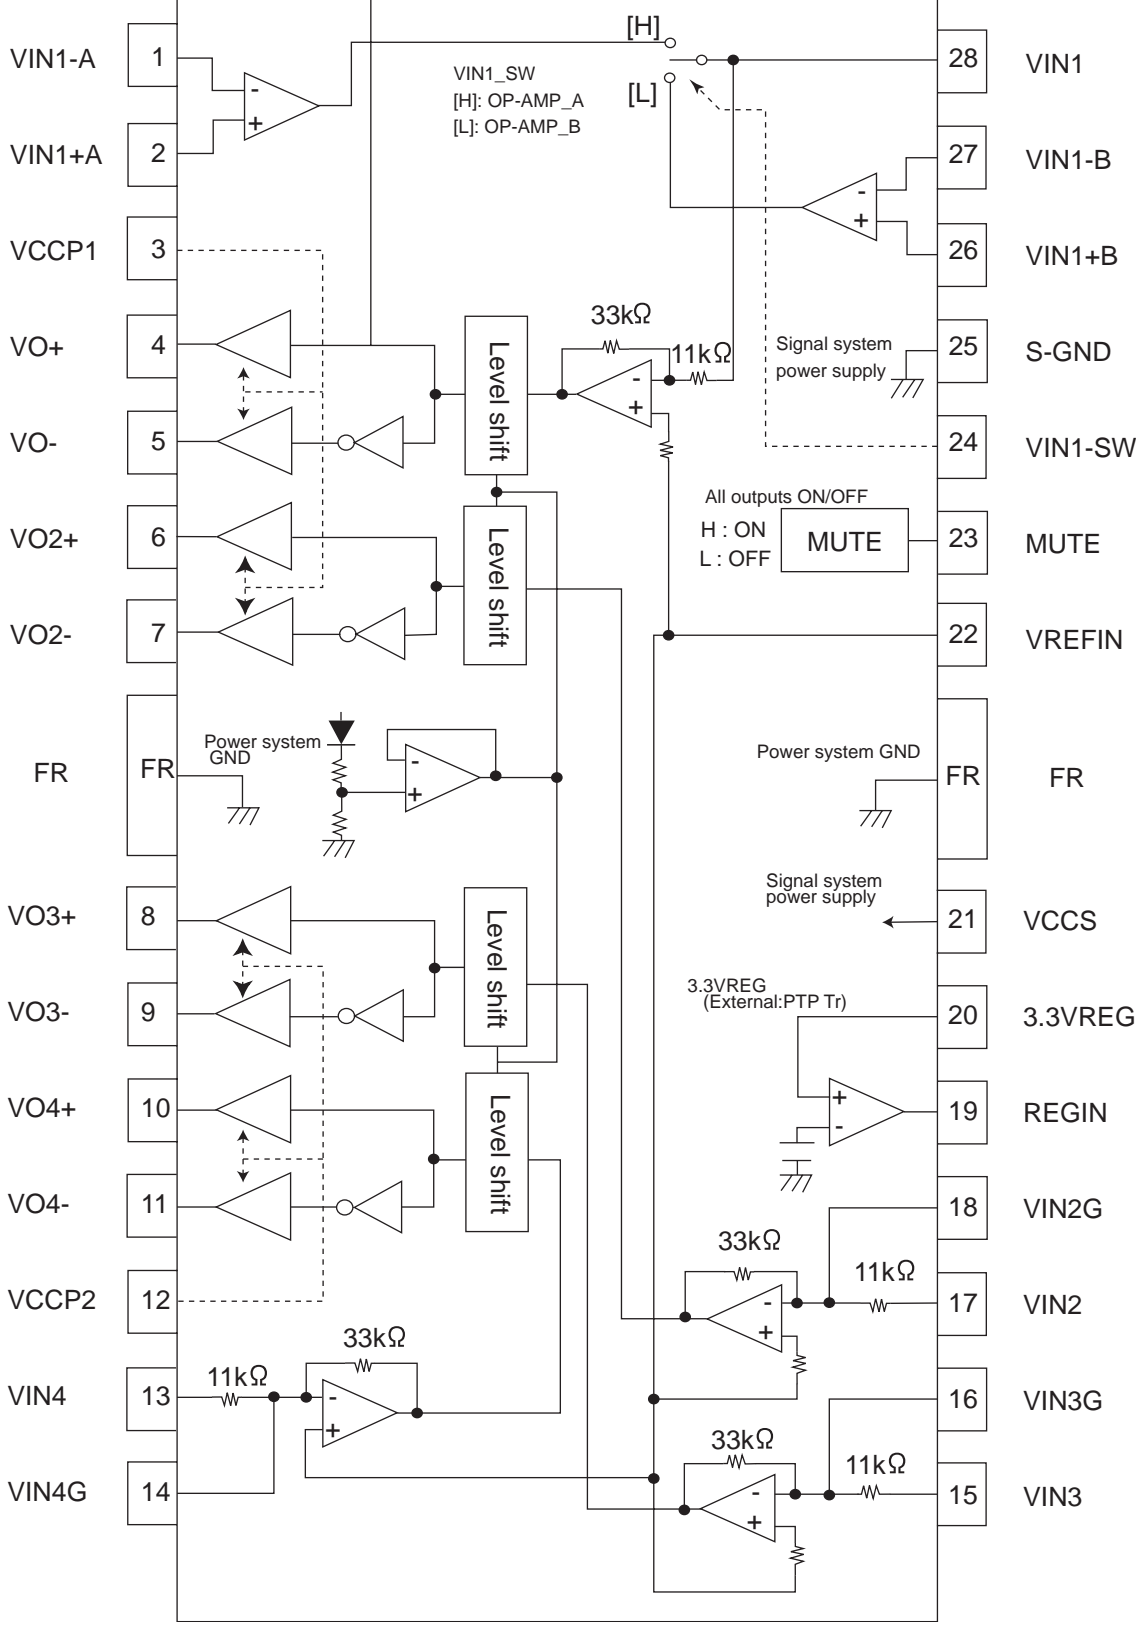 VIN1-A 1
VIN1+A 2
VCCP1 3
VO+ 4
VO- 5
VO2+ 6
VO2- 7
FR FR
VO3+ 8
VO3- 9
VO4+ 10
VO4- 11
VCCP2 12
VIN4 13
VIN4G 14
-
+
[H]
VIN1_SW
[H]: OP-AMP_A
[L]: OP-AMP_B
[L]
-
+
33kΩ
11kΩ
-
+
Level shift
Level shift
Signal system
power supply
All outputs ON/OFF
H : ON
L : OFF
MUTE
Power system
GND
-
+
Power system GND
Signal system
power supply
3.3VREG
(External:PTP Tr)
+
-
Level shift
Level shift
33kΩ
11kΩ
-
+
33kΩ
11kΩ
-
+
33kΩ
11kΩ
-
+
28 VIN1
27 VIN1-B
26 VIN1+B
25 S-GND
24 VIN1-SW
23 MUTE
22 VREFIN
FR FR
21 VCCS
20 3.3VREG
19 REGIN
18 VIN2G
17 VIN2
16 VIN3G
15 VIN3